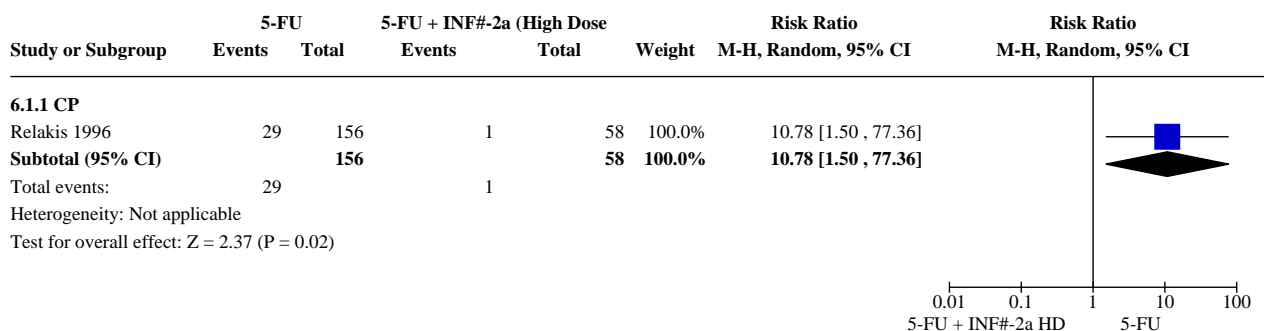 5-FU 5-FU + INF#-2a (High Dose Risk Ratio Risk Ratio
Study or Subgroup Events Total Events Total Weight M-H, Random, 95% CI M-H, Random, 95% CI
6.1.1 CP
Relakis 1996 29 156 1 58 100.0% 10.78 [1.50 , 77.36]
Subtotal (95% CI) 156 58 100.0% 10.78 [1.50 , 77.36]
Total events: 29 1
Heterogeneity: Not applicable
Test for overall effect: Z = 2.37 (P = 0.02)
0.01 0.1 1 10 100
5-FU + INF#-2a HD 5-FU